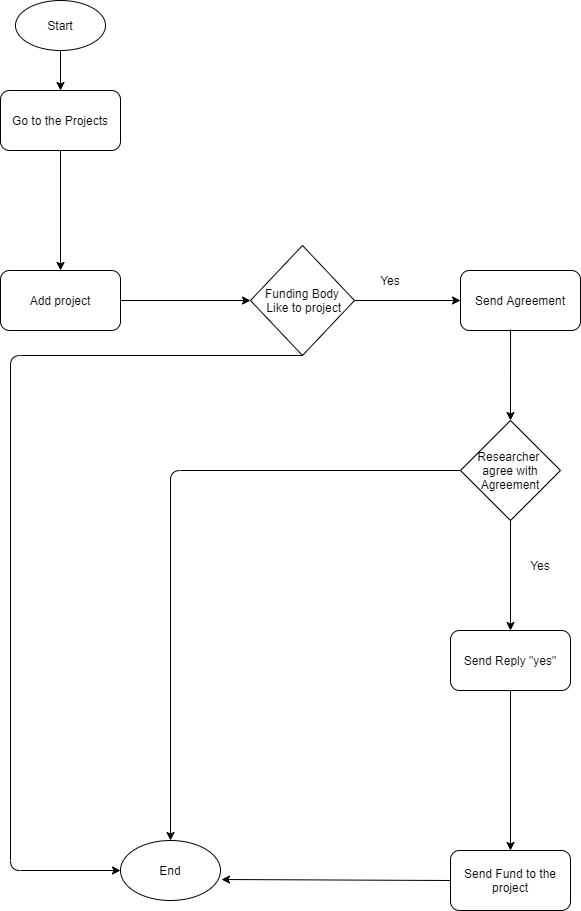 Start
Go to the Projects
Add project
Funding Body
Like to project
Yes
Send Agreement
Researcher
agree with
Agreement
Yes
Send Reply "yes"
Send Fund to the
project
End